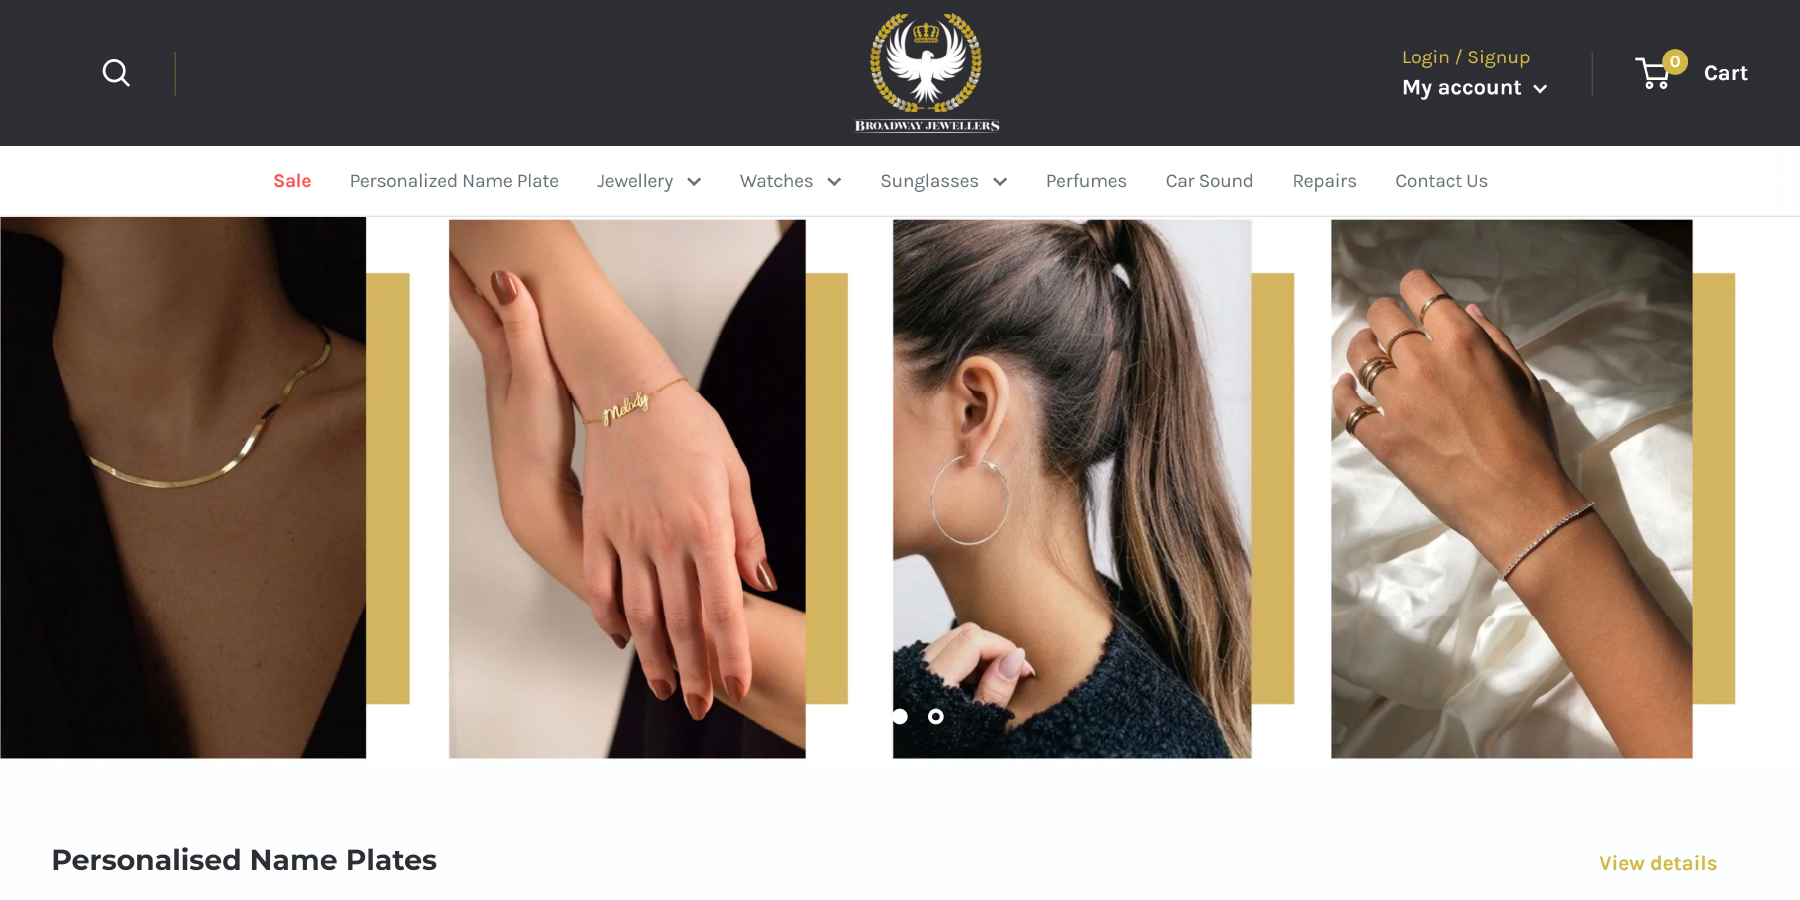 BROADWAY JEWELLERS
Login / Signup
My account
0
Cart
Sale
Personalized Name Plate
Jewellery
Watches
Sunglasses
Perfumes
Car Sound
Repairs
Contact Us
Melody
Personalised Name Plates
View details